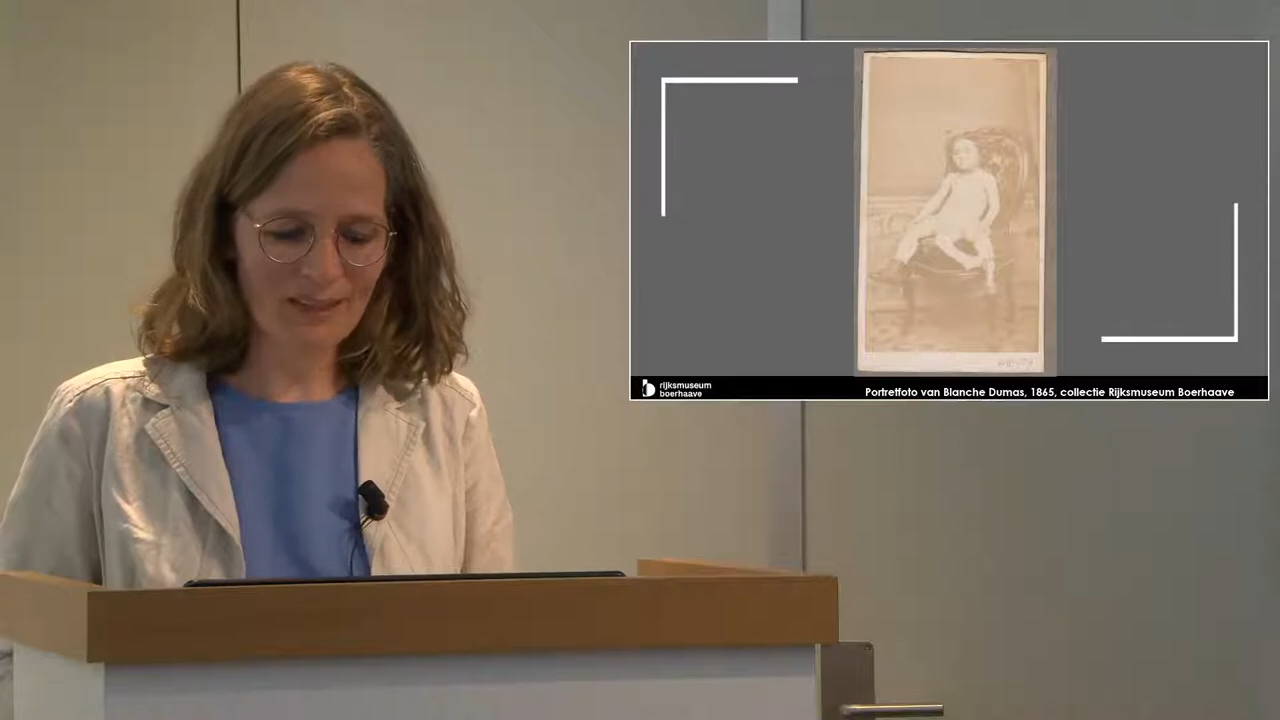 rijksmuseum
boerhaave
Portretfoto van Blanche Dumas, 1865, collectie Rijksmuseum Boerhaave